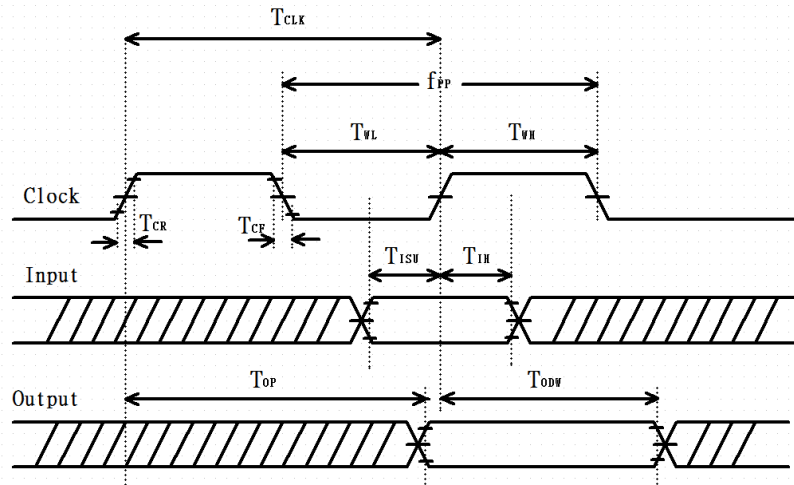 TCLK
fPP
TWL TWH
Clock
TCR TCF
TISU TIH
Input
TOP TODW
Output